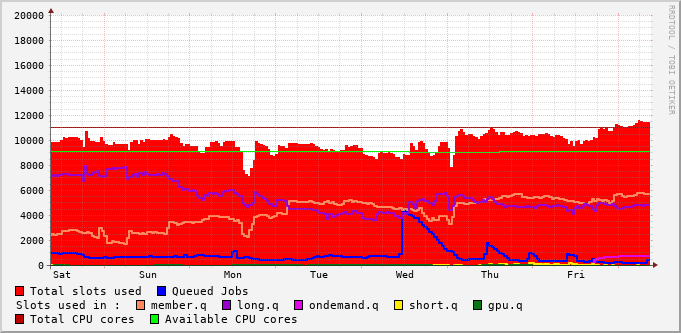 RRDTOOL / TOBI OETIKER
20000
18000
16000
14000
12000
10000
8000
6000
4000
2000
0
Sat Sun Mon Tue Wed Thu Fri
Total slots used Queued Jobs
Slots used in : member.q long.q ondemand.q short.q gpu.q
Total CPU cores Available CPU cores